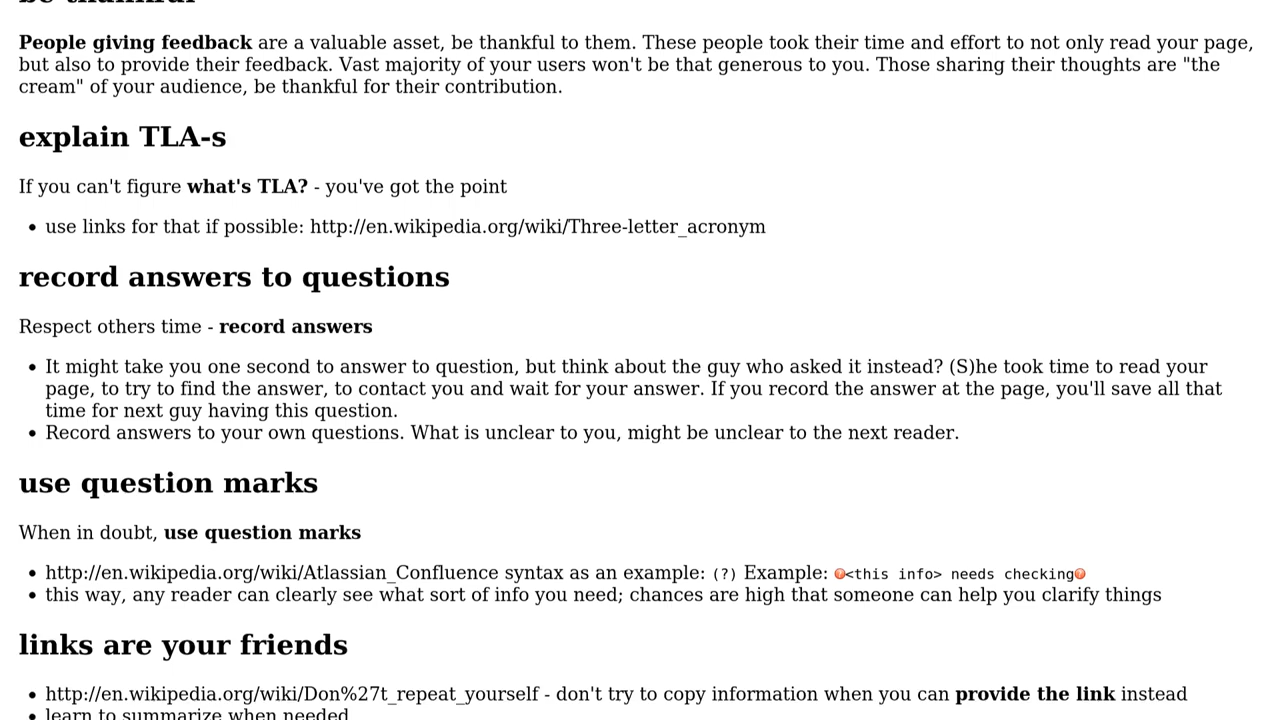 be thankful
People giving feedback are a valuable asset, be thankful to them. These people took their time and effort to not only read your page,
but also to provide their feedback. Vast majority of your users won't be that generous to you. Those sharing their thoughts are "the
cream" of your audience, be thankful for their contribution.
explain TLA-s
If you can't figure what's TLA? - you've got the point
• use links for that if possible: http://en.wikipedia.org/wiki/Three-letter_acronym
record answers to questions
Respect others time - record answers
• It might take you one second to answer to question, but think about the guy who asked it instead? (S)he took time to read your
page, to try to find the answer, to contact you and wait for your answer. If you record the answer at the page, you'll save all that
time for next guy having this question.
• Record answers to your own questions. What is unclear to you, might be unclear to the next reader.
use question marks
When in doubt, use question marks
• http://en.wikipedia.org/wiki/Atlassian_Confluence syntax as an example: (?) Example: ?<this info> needs checking?
• this way, any reader can clearly see what sort of info you need; chances are high that someone can help you clarify things
links are your friends
• http://en.wikipedia.org/wiki/Don%27t_repeat_yourself - don't try to copy information when you can provide the link instead
• learn to summarize when needed